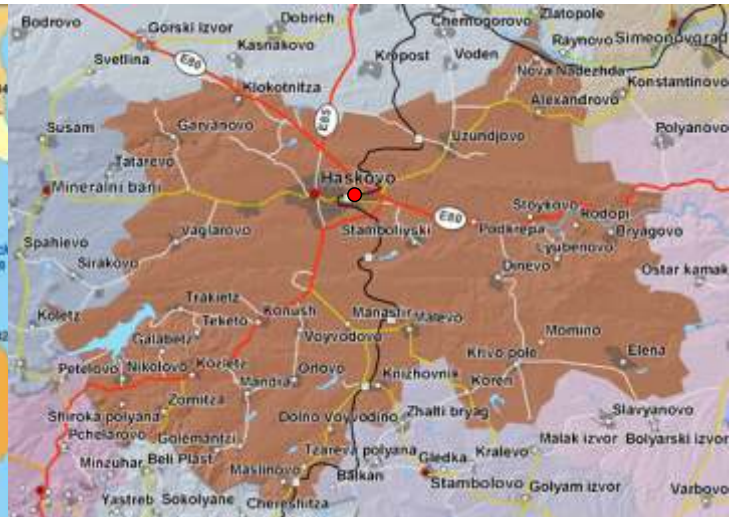 Bodrovo
Gorski izvor
Dobrich
Chernogorovo
Zlatopole
Svetlina
Kasnakovo
Kropost
Voden
Raynovo
Simeonovgrad
E80
Klokotnitza
Nova Nadezhda
Konstantinovo
Alexandrovo
Susam
Garvanovo
E85
Uzundjovo
Polyanovo
Tatarevo
Mineralni bani
Haskovo
Stoykovo
Rodopi
E80
Podkrepa
Bryagovo
Spahievo
Vaglarovo
Stamboliyski
Lyubenovo
Sirakovo
Dinevo
Ostar kamak
Koletz
Trakietz
Konush
Manastir
Malevo
Teketo
Voyvodovo
Momino
Galabetz
Petelovo
Nikolovo
Kozletz
Orlovo
Knizhovnik
Krivo pole
Elena
Mandra
Koren
Zornitza
Shiroka polyana
Dolno Voyvodino
Zhalti bryag
Slavyanovo
Pchelarovo
Golemantzi
Malak izvor
Bolyarski izvor
Tzareva polyana
Kralevo
Minzuhar
Beli Plast
Gledka
Maslinovo
Balkan
Stambolovo
Golyam izvor
Varbovo
Yastreb
Sokolyane
Chereshitza